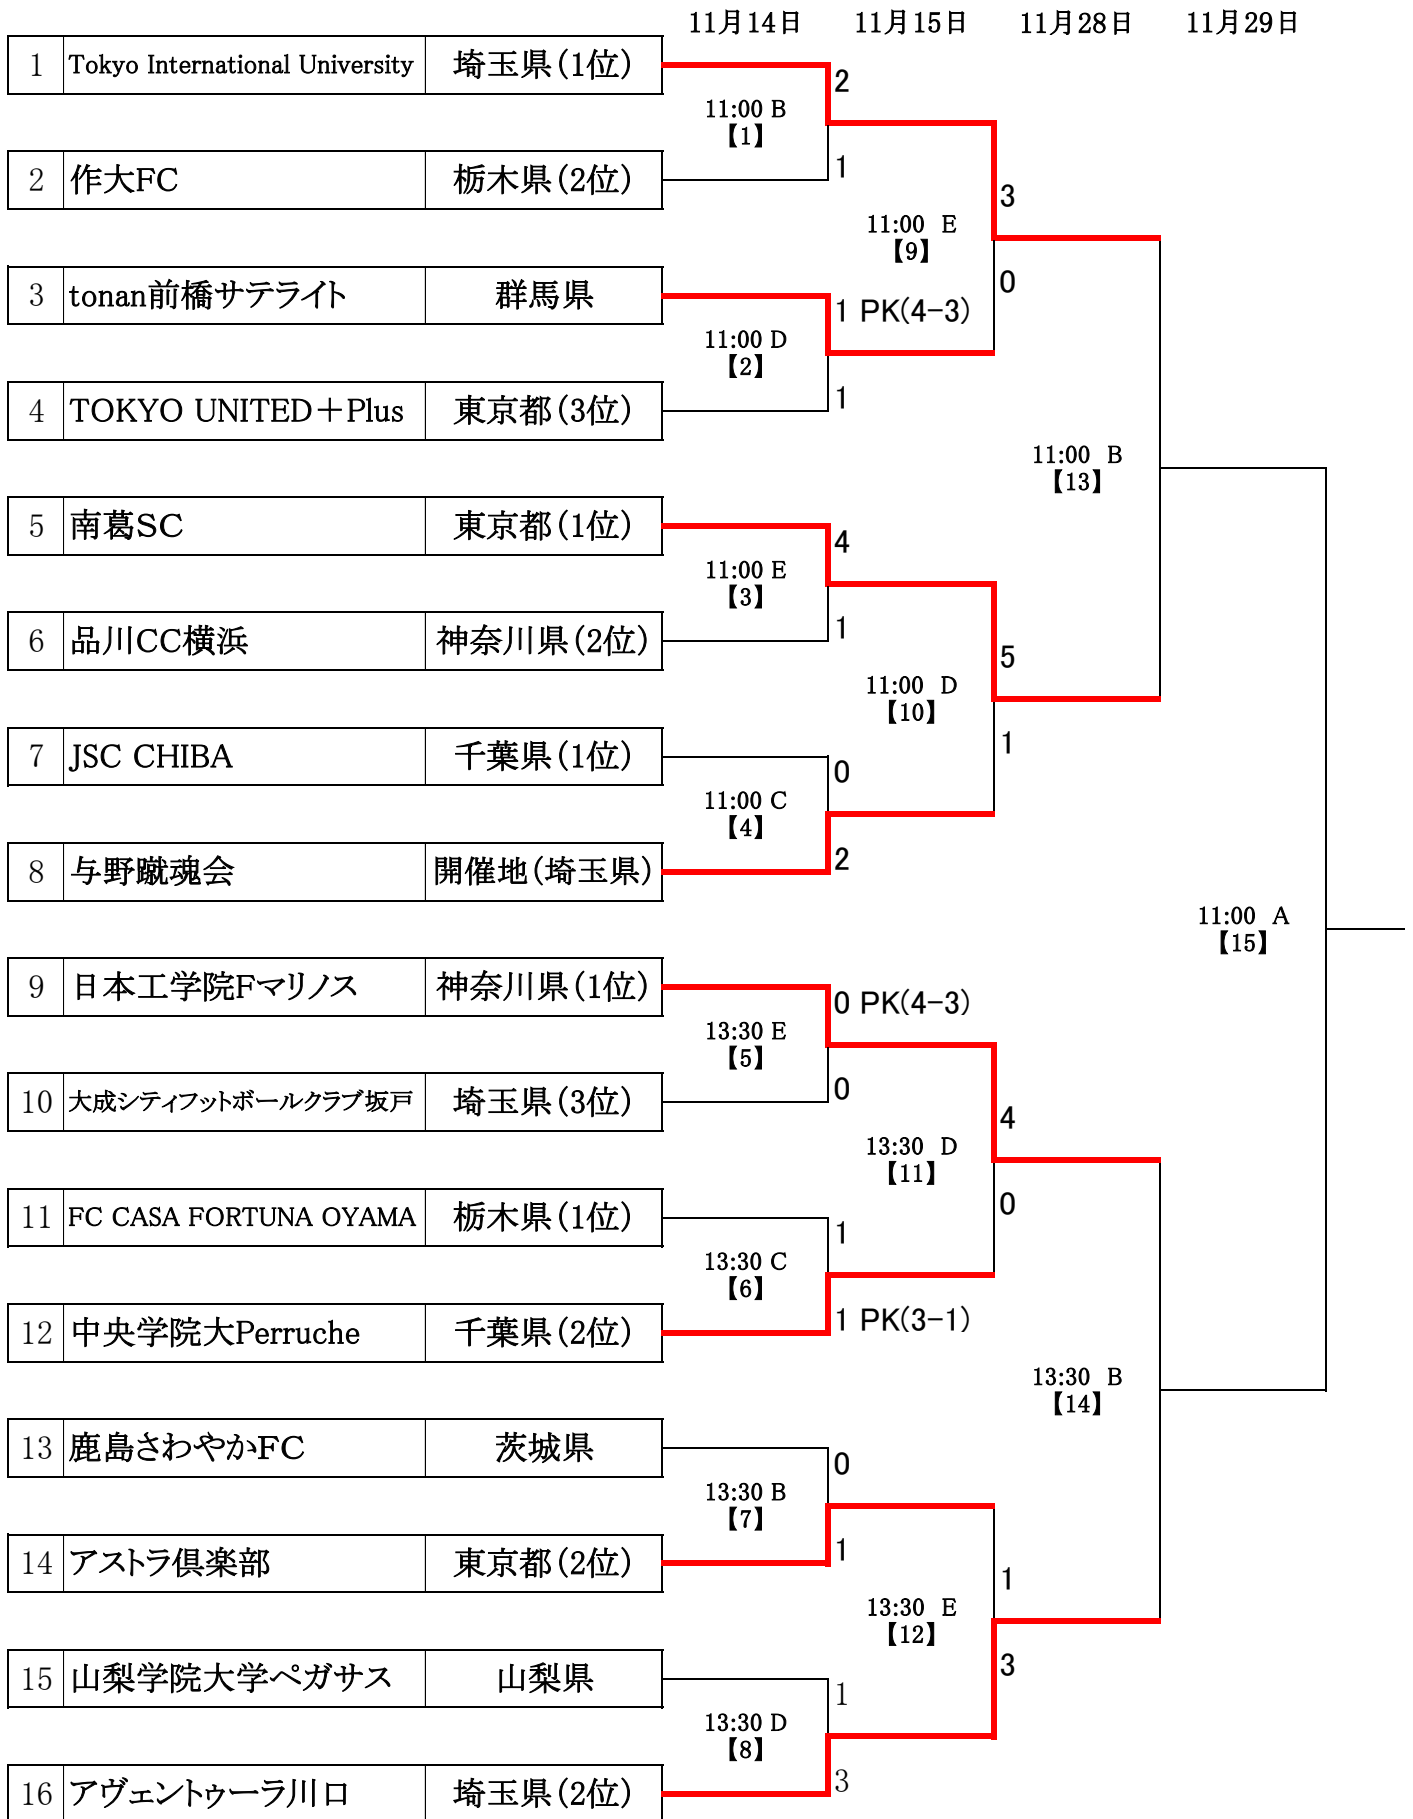 11月14日 11月15日 11月28日 11月29日
1 Tokyo International University 埼玉県(1位)
2
11:00 B
【1】
2 作大FC 栃木県(2位)
1
3
11:00 E
【9】
0
3 tonan前橋サテライト 群馬県
1 PK(4-3)
11:00 D
【2】
4 TOKYO UNITED+Plus 東京都(3位)
1
11:00 B
【13】
5 南葛SC 東京都(1位)
4
11:00 E
【3】
6 品川CC横浜 神奈川県(2位)
1
5
11:00 D
【10】
1
7 JSC CHIBA 千葉県(1位)
0
11:00 C
【4】
8 与野蹴魂会 開催地(埼玉県)
2
11:00 A
【15】
9 日本工学院Fマリノス 神奈川県(1位)
0 PK(4-3)
13:30 E
【5】
10 大成シティフットボールクラブ坂戸 埼玉県(3位)
0
4
13:30 D
【11】
0
11 FC CASA FORTUNA OYAMA 栃木県(1位)
1
13:30 C
【6】
12 中央学院大Perruche 千葉県(2位)
1 PK(3-1)
13:30 B
【14】
13 鹿島さわやかFC 茨城県
0
13:30 B
【7】
14 アストラ倶楽部 東京都(2位)
1
1
13:30 E
【12】
3
15 山梨学院大学ペガサス 山梨県
1
13:30 D
【8】
16 アヴェントゥーラ川口 埼玉県(2位)
3